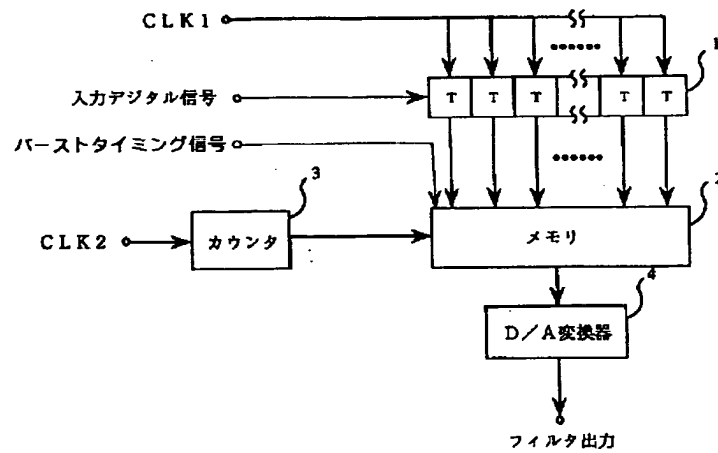 CLK1
1
入力デジタル信号
T T T T T
バーストタイミング信号
2
3
CLK2
カウンタ
メモリ
4
D/A変換器
フィルタ出力